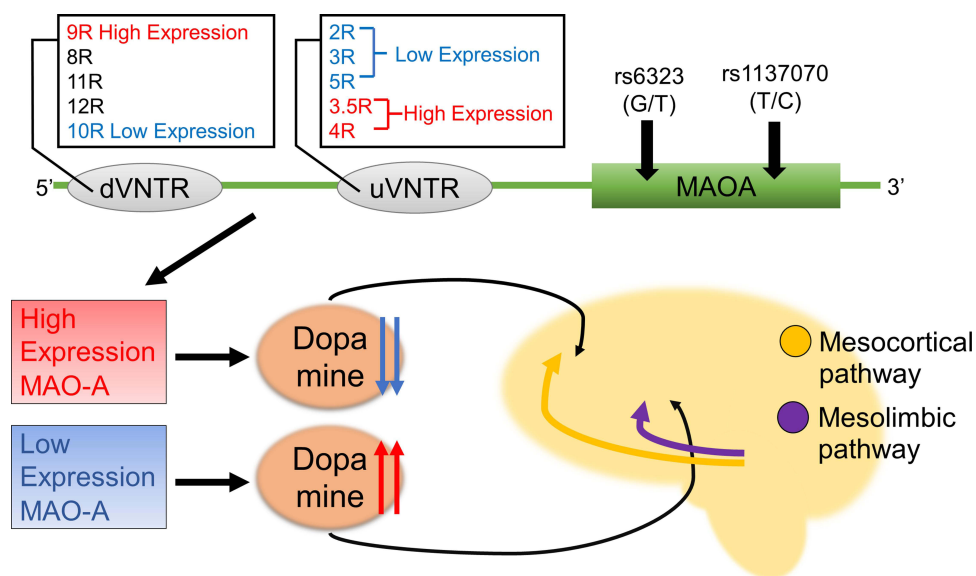 9R High Expression
8R
11R
12R
10R Low Expression
2R
3R
5R
Low Expression
3.5R
4R
High Expression
rs6323
(G/T)
rs1137070
(T/C)
5’
dVNTR
uVNTR
MAOA
3’
High
Expression
MAO-A
Dopa
mine
Low
Expression
MAO-A
Dopa
mine
Mesocortical
pathway
Mesolimbic
pathway